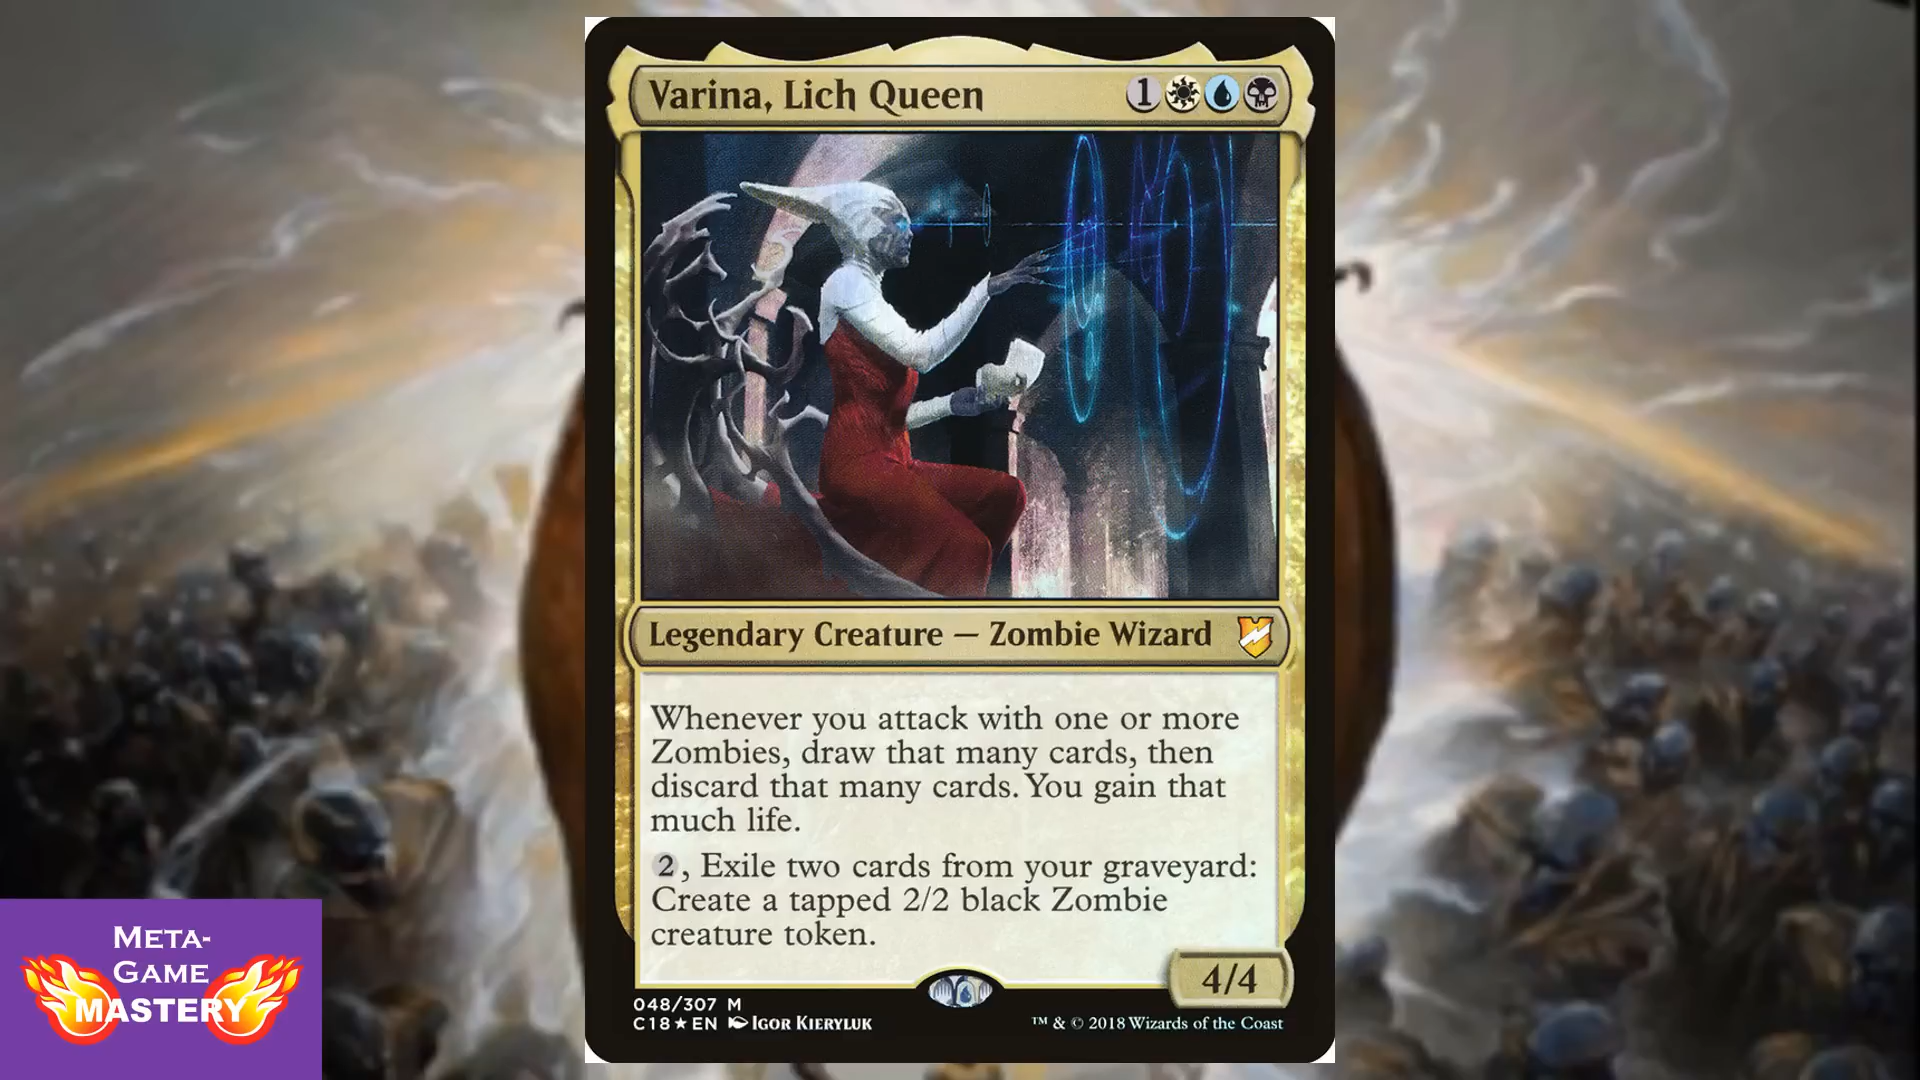 Varina, Lich Queen 1
Legendary Creature — Zombie Wizard
Whenever you attack with one or more
Zombies, draw that many cards, then
discard that many cards. You gain that
much life.
2, Exile two cards from your graveyard:
Create a tapped 2/2 black Zombie
creature token.
4/4
048/307 M
C18★EN IGOR KIERYLUK
™ & © 2018 Wizards of the Coast
META-
GAME
MASTERY